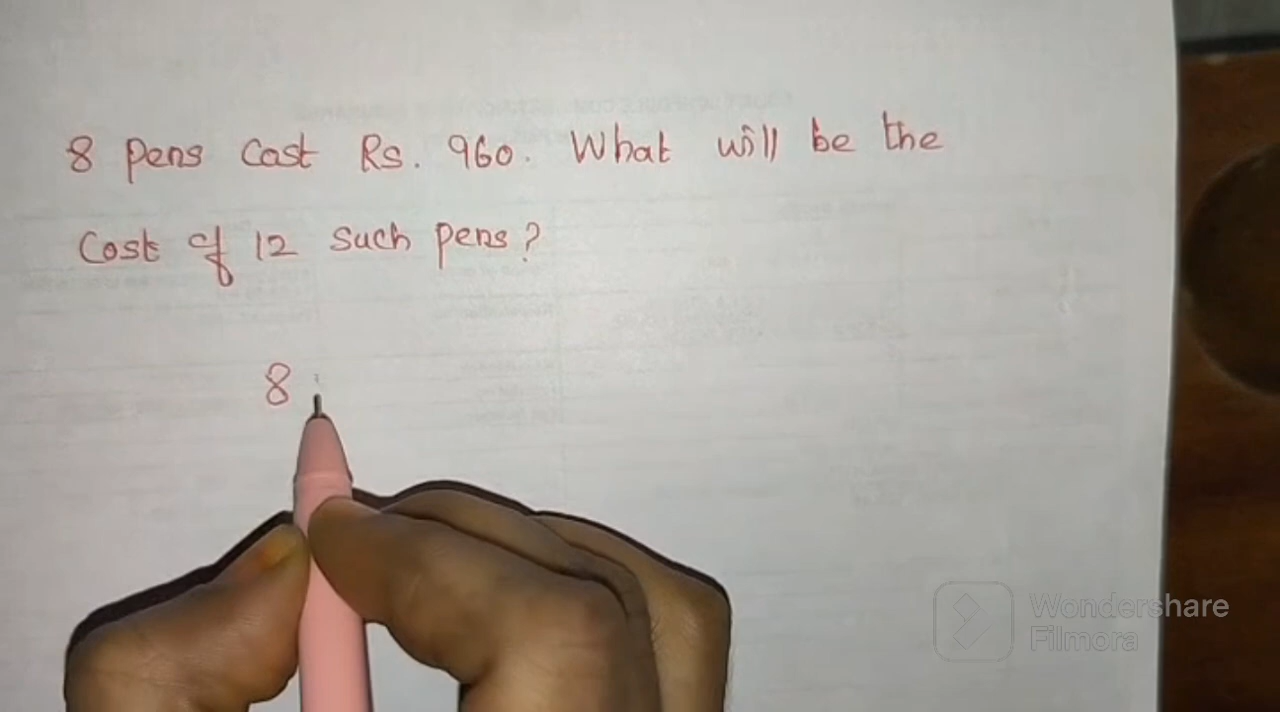 8 pens cost Rs. 960. What will be the
Cost of 12 such pens?
8
Wondershare
Filmora